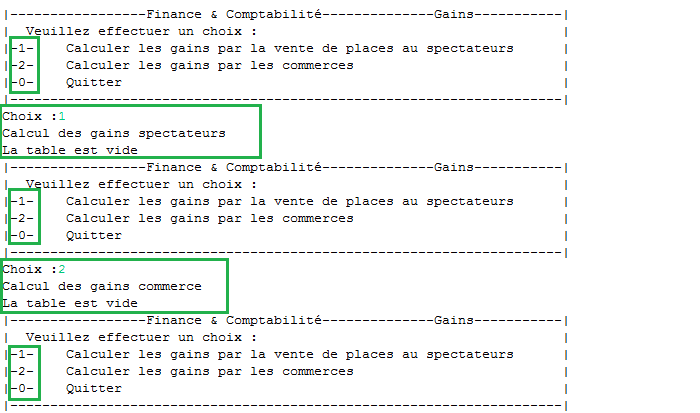 |-----------------Finance & Comptabilité--------------Gains-----------|
|  Veuillez effectuer un choix :                                      |
|-1-    Calculer les gains par la vente de places au spectateurs      |
|-2-    Calculer les gains par les commerces                          |
|-0-    Quitter                                                       |
|---------------------------------------------------------------------|
Choix :1
Calcul des gains spectateurs
La table est vide
|-----------------Finance & Comptabilité--------------Gains-----------|
|  Veuillez effectuer un choix :                                      |
|-1-    Calculer les gains par la vente de places au spectateurs      |
|-2-    Calculer les gains par les commerces                          |
|-0-    Quitter                                                       |
|---------------------------------------------------------------------|
Choix :2
Calcul des gains commerce
La table est vide
|-----------------Finance & Comptabilité--------------Gains-----------|
|  Veuillez effectuer un choix :                                      |
|-1-    Calculer les gains par la vente de places au spectateurs      |
|-2-    Calculer les gains par les commerces                          |
|-0-    Quitter                                                       |
|---------------------------------------------------------------------|